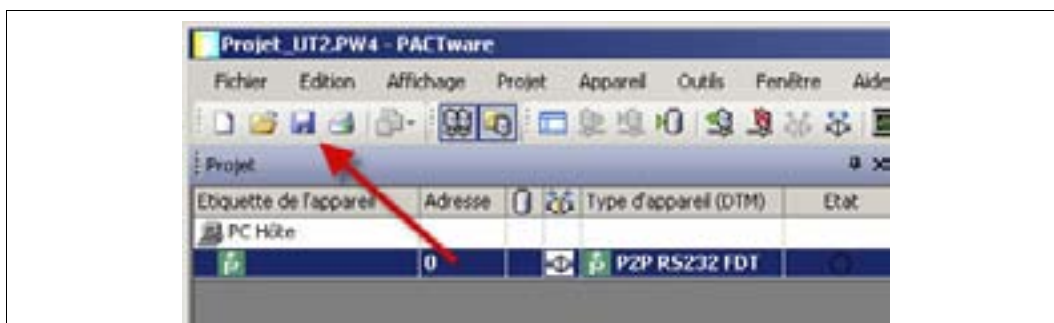 Projet_UT2.PW4 - PACTware
Fichier Edition Affichage Projet Appareil Outils Fenêtre Aide
Projet
Etiquette de l'appareil Adresse Type d'appareil (DTM) Etat
PC Hôte
0 P2P RS232 FDT